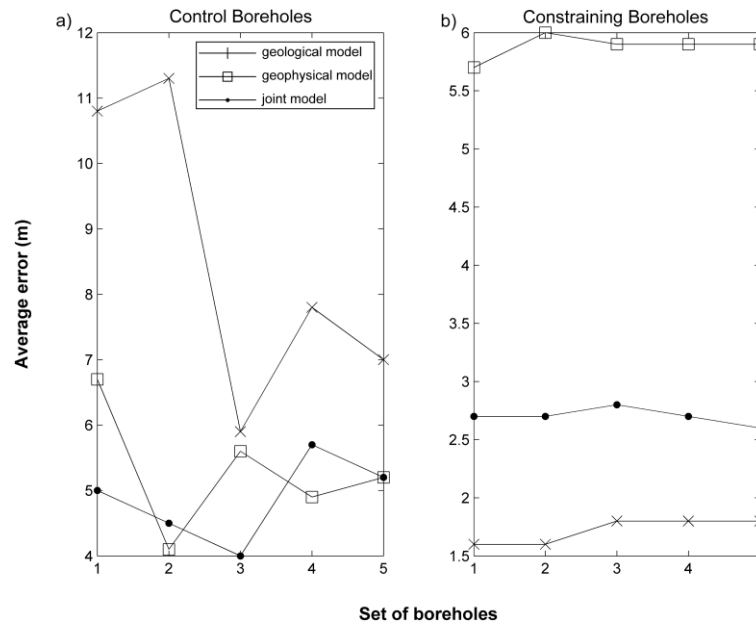 a) Control Boreholes
b) Constraining Boreholes
geological model
geophysical model
joint model
12
11
10
9
8
7
6
5
4
1 2 3 4 5
6
5.5
5
4.5
4
3.5
3
2.5
2
1.5
1 2 3 4
Average error (m)
Set of boreholes